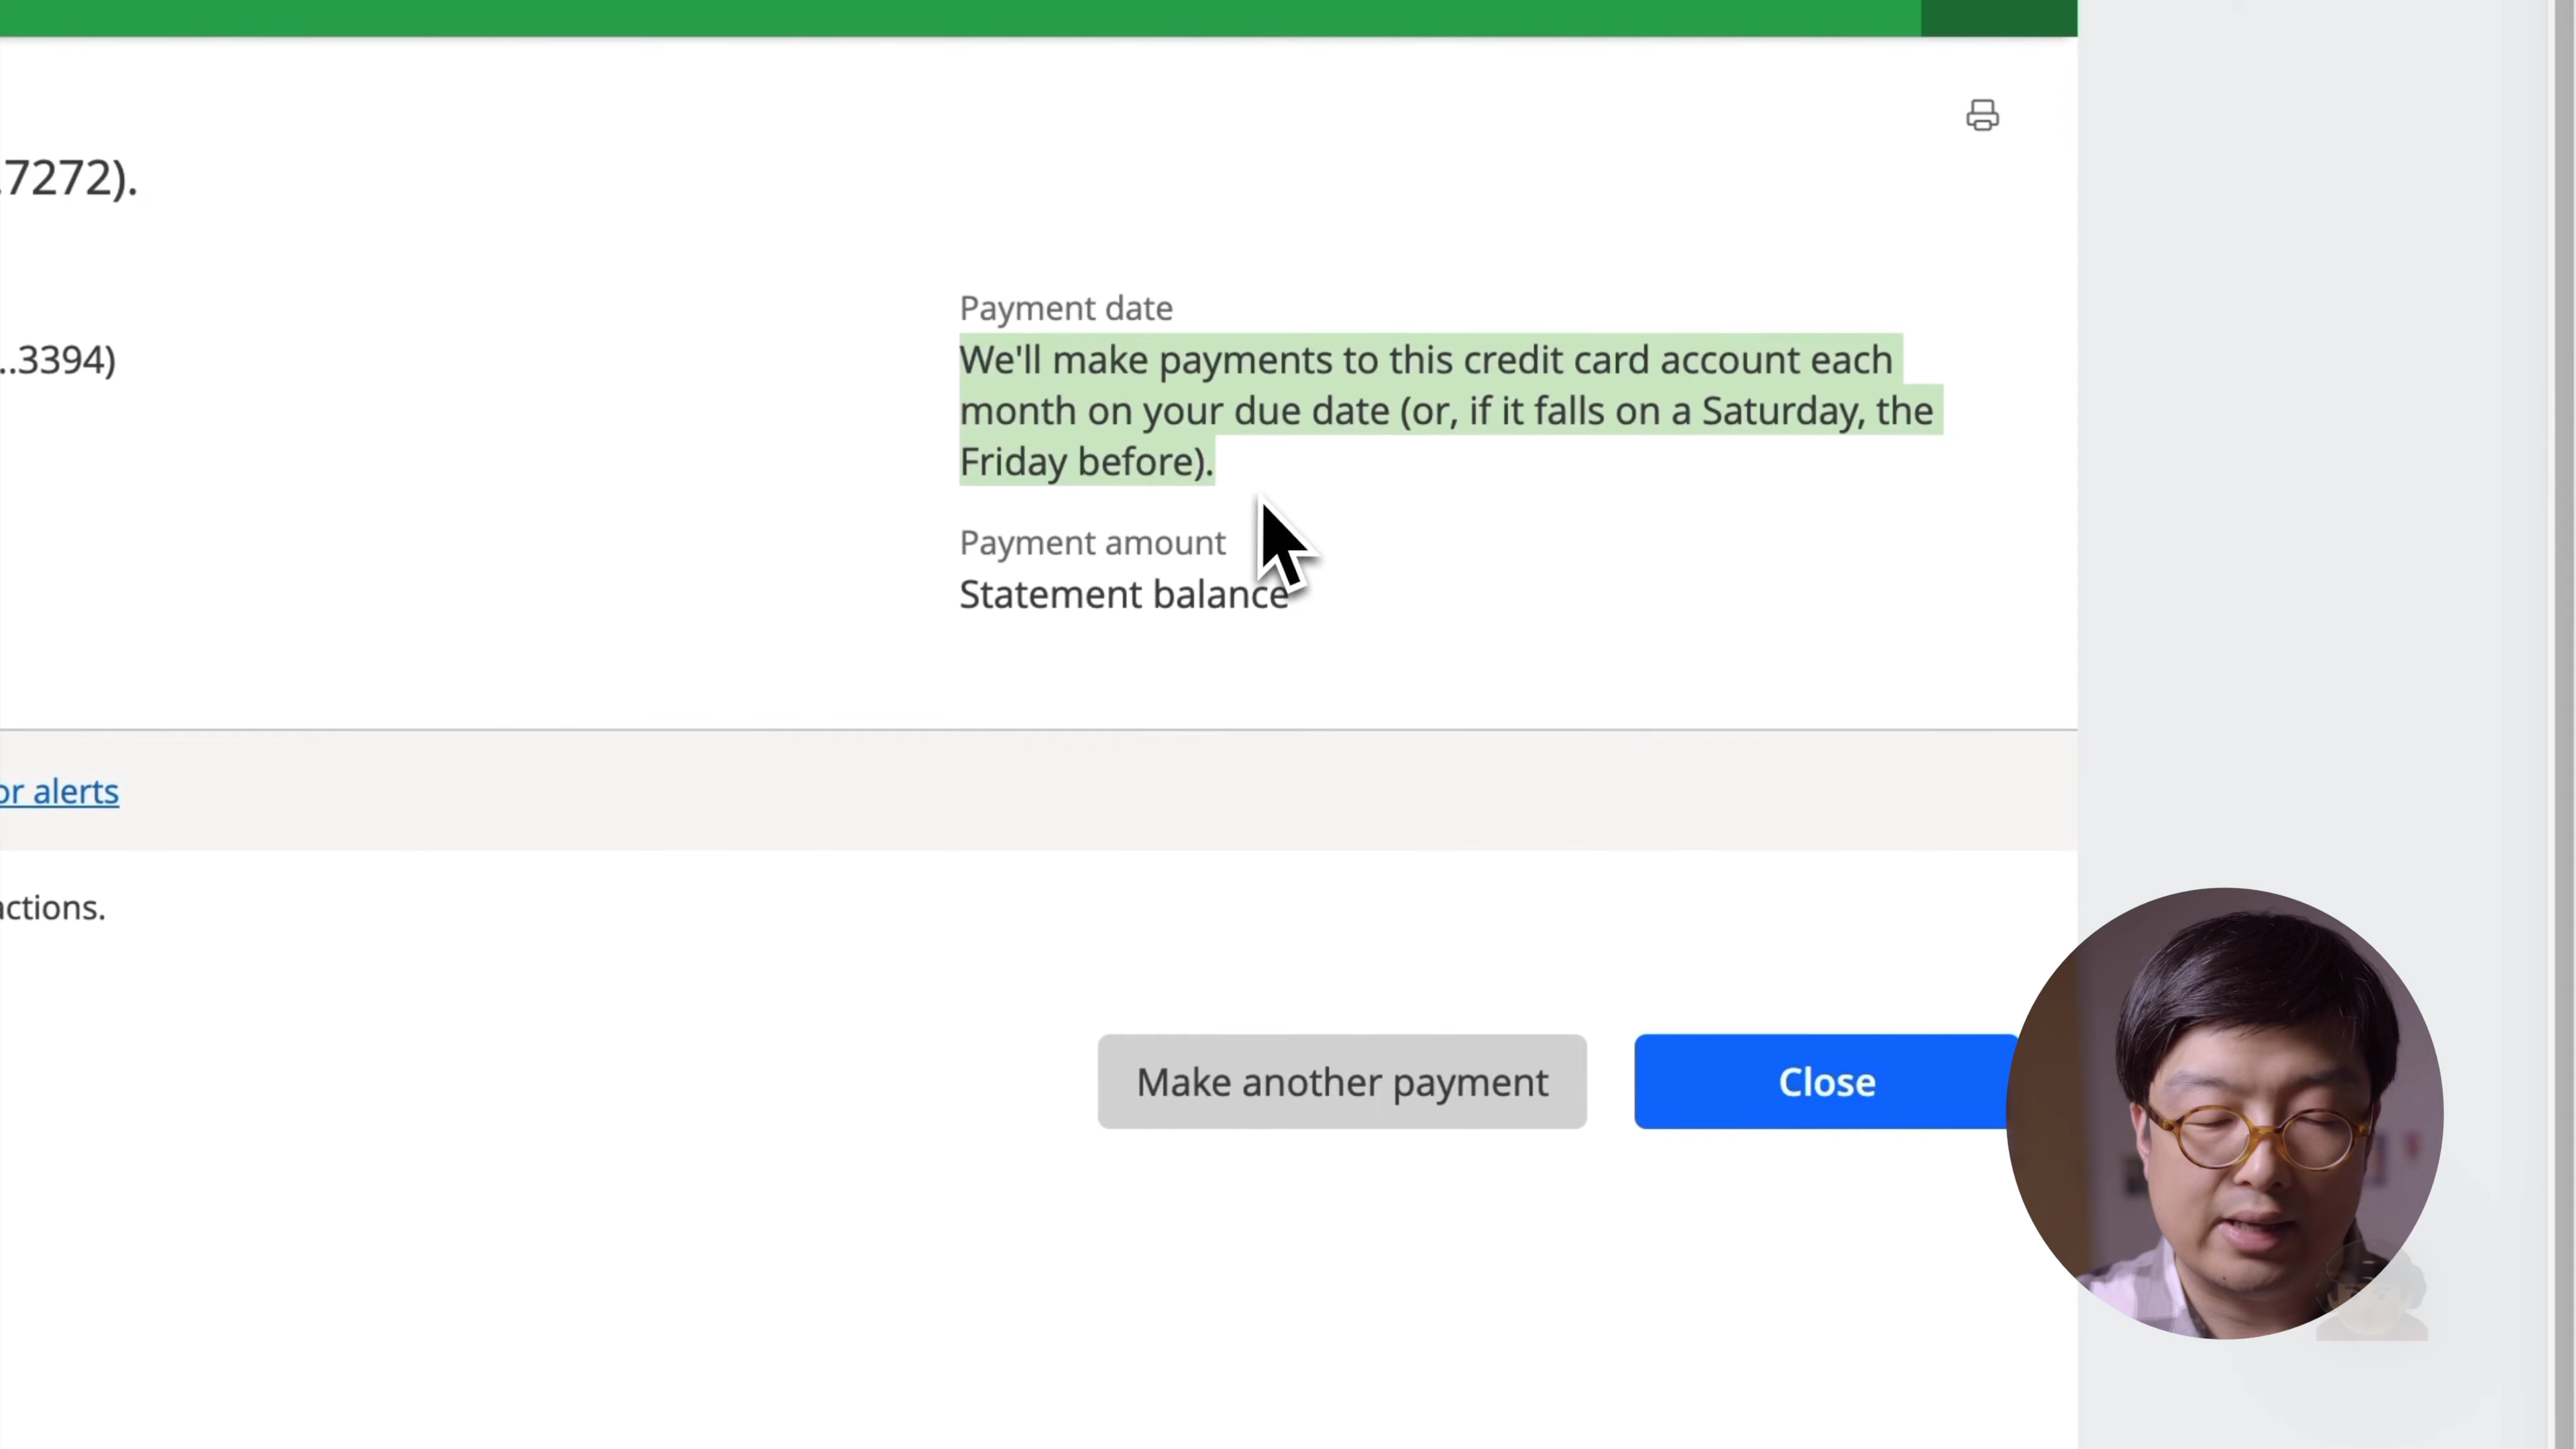 .7272).
Payment date
..3394)
We'll make payments to this credit card account each
month on your due date (or, if it falls on a Saturday, the
Friday before).
Payment amount
Statement balance
or alerts
actions.
Make another payment
Close